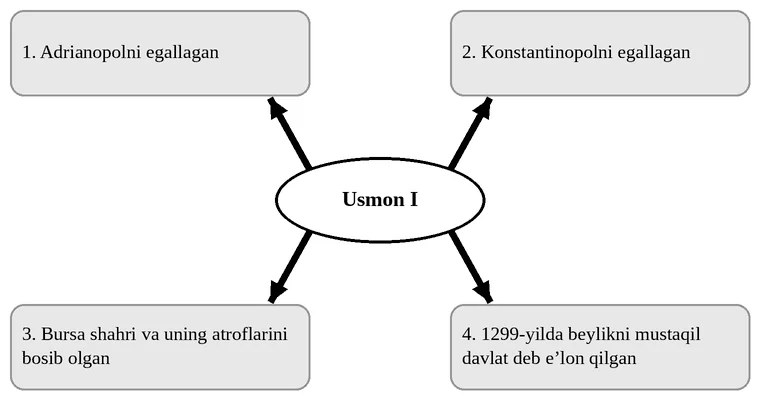 1. Adrianopolni egallagan
2. Konstantinopolni egallagan
Usmon I
3. Bursa shahri va uning atroflarini
bosib olgan
4. 1299-yilda beylikni mustaqil
davlat deb e’lon qilgan